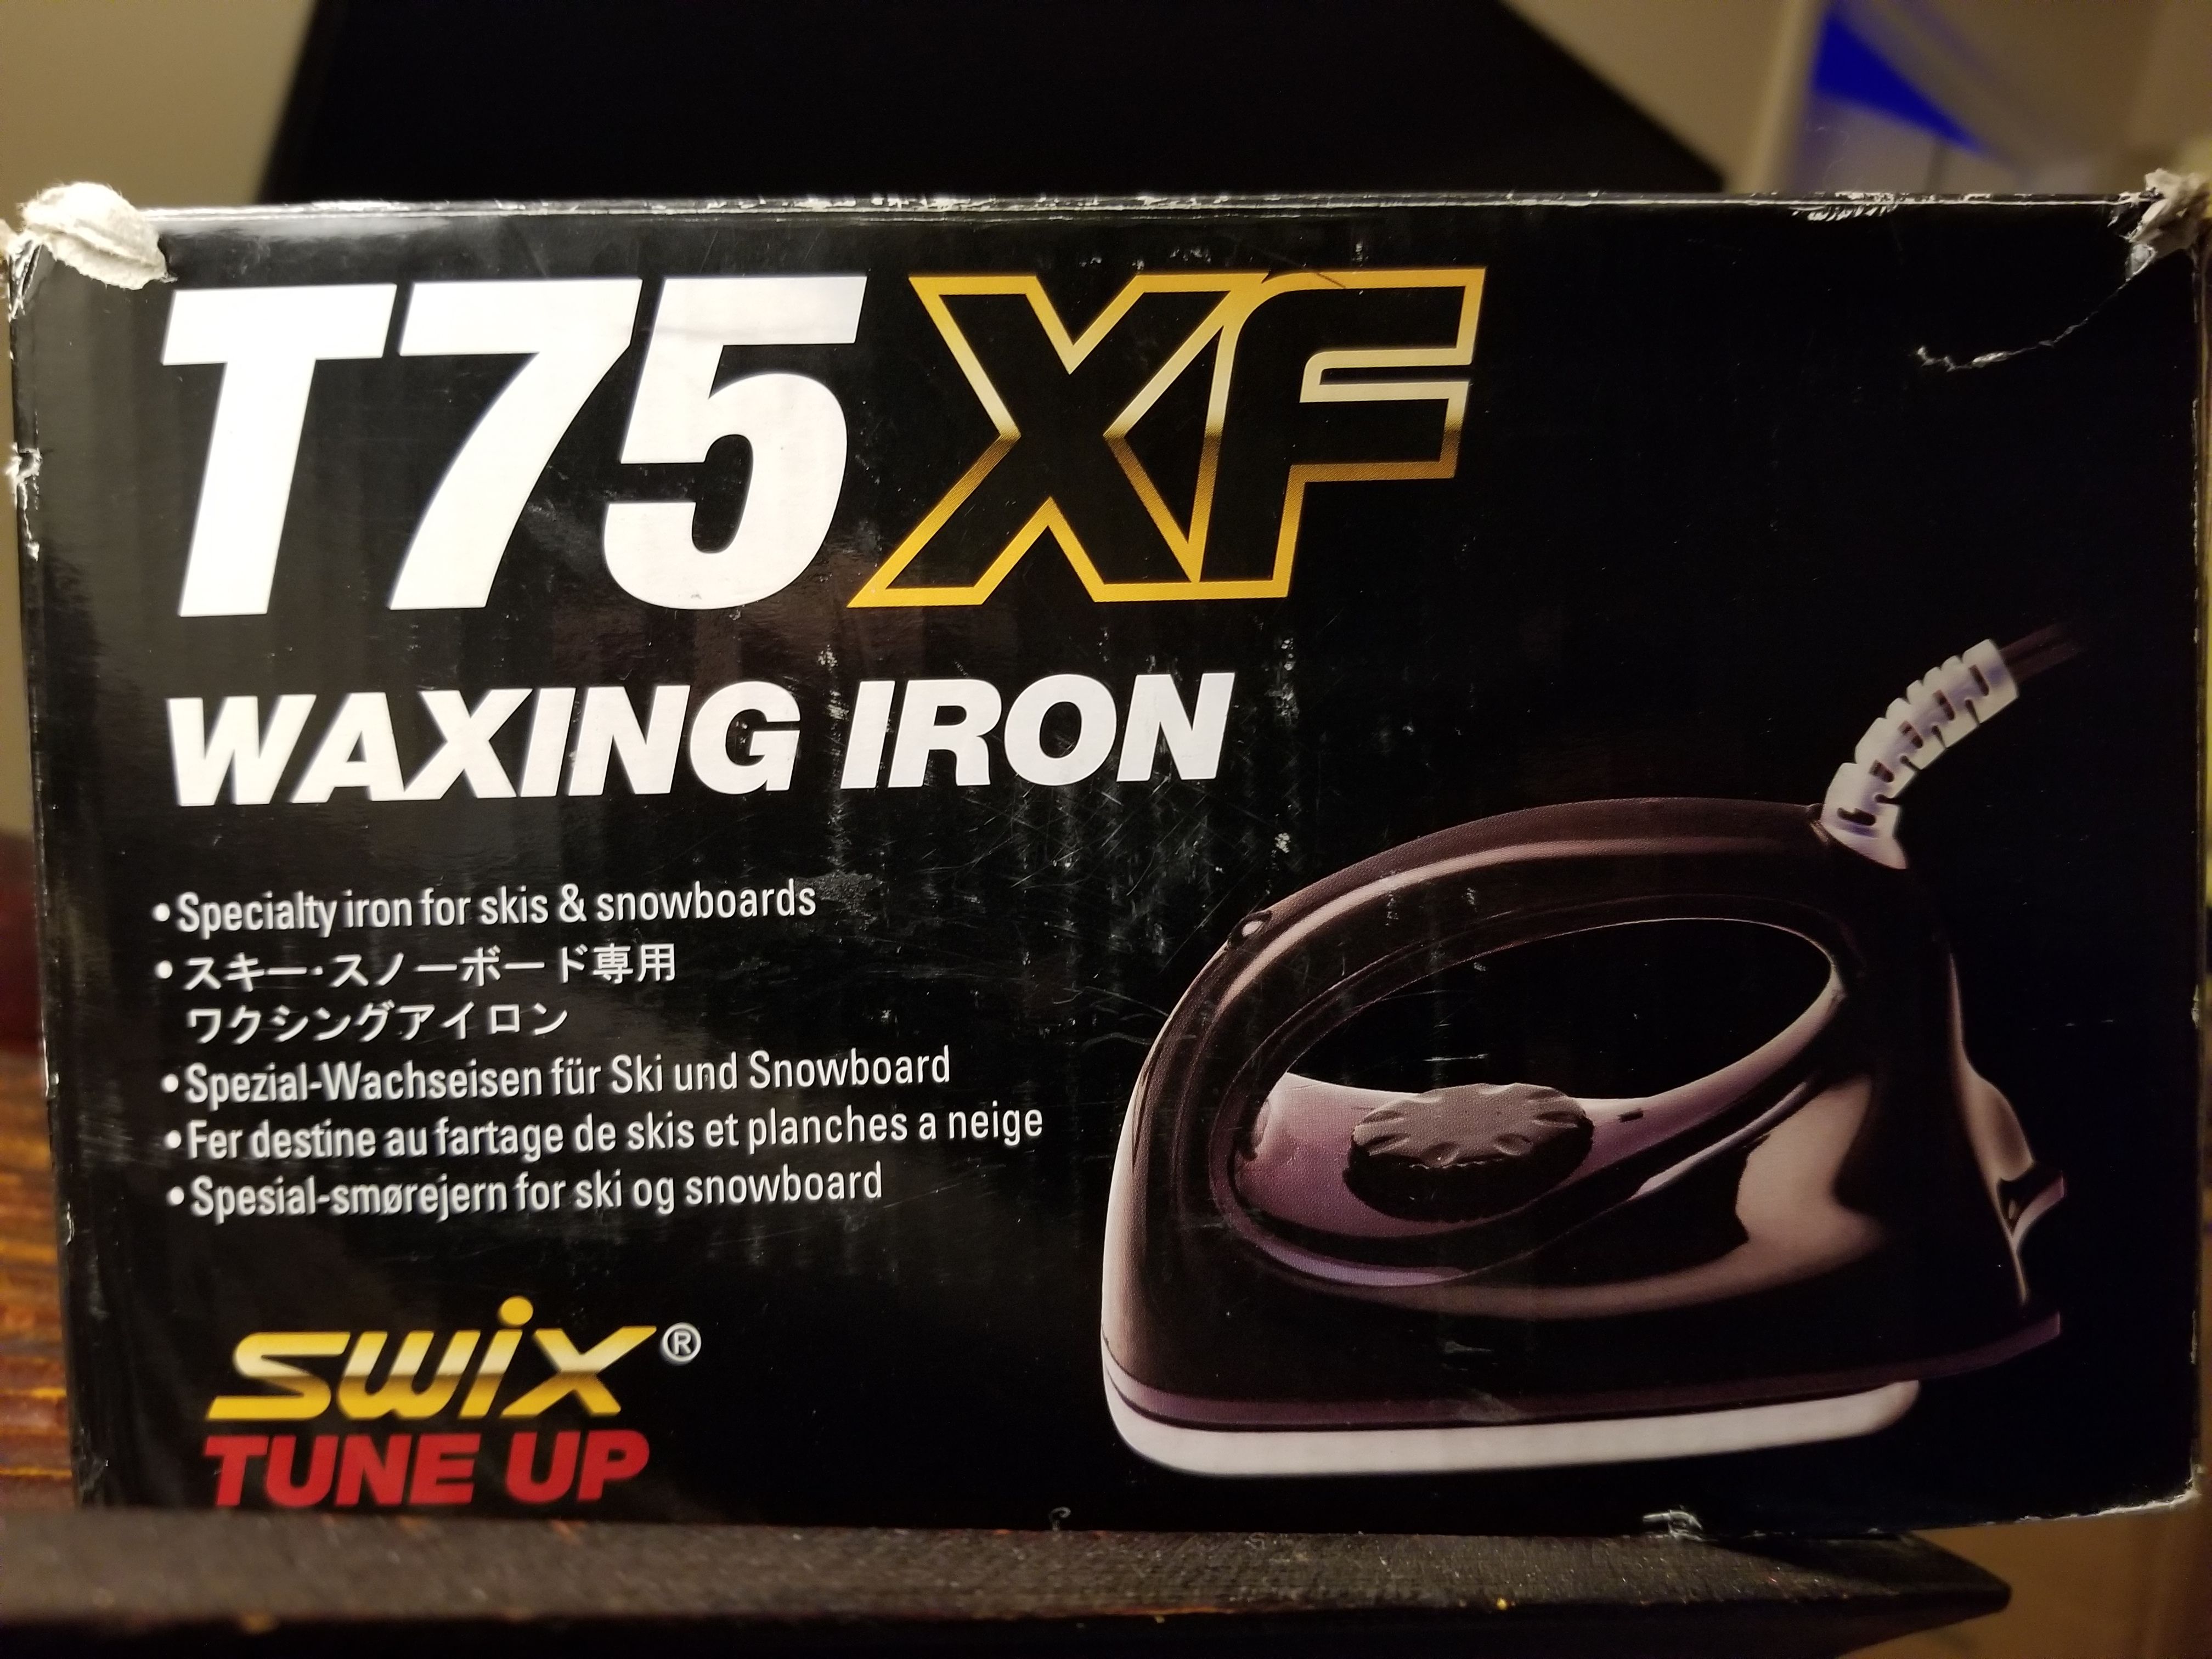 T75 XF
WAXING IRON
• Specialty iron for skis & snowboards
• スキー・スノーボード専用
ワクシングアイロン
• Spezial-Wachseisen für Ski und Snowboard
• Fer destine au fartage de skis et planches a neige
• Spesial-smørejern for ski og snowboard
swix®
TUNE UP